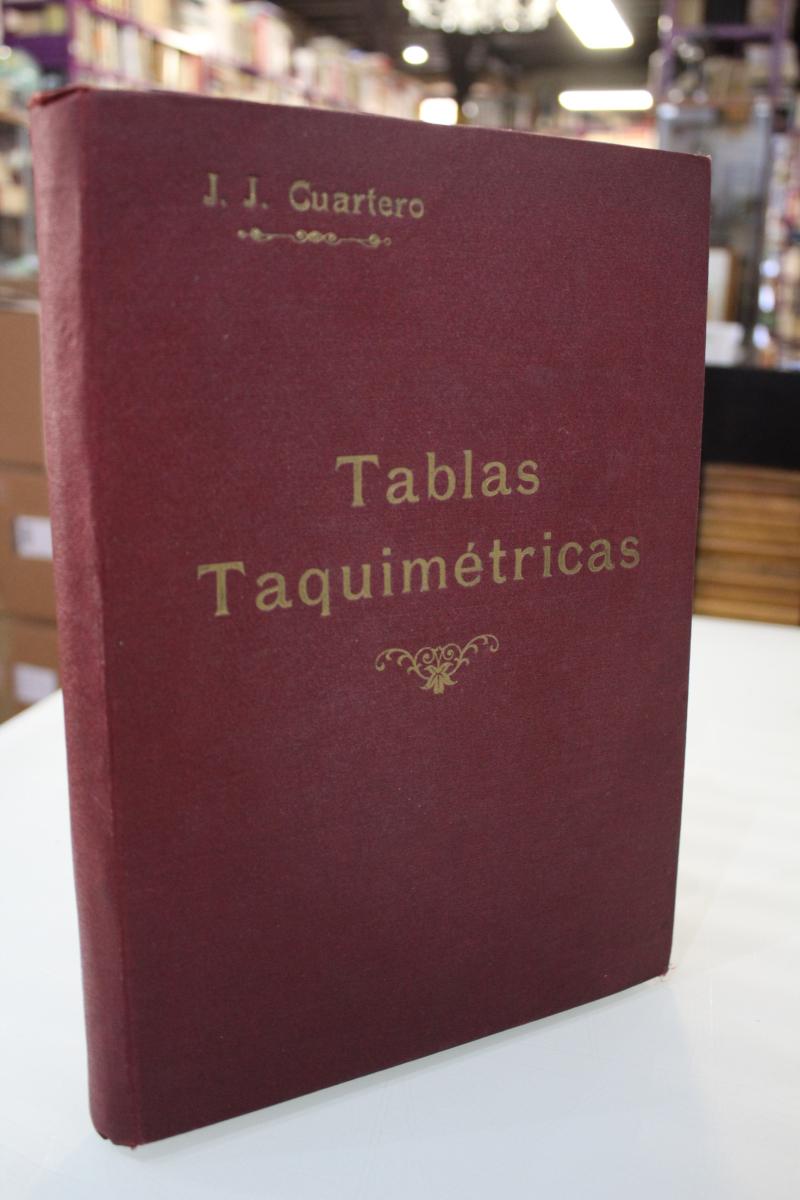 J. J. Cuartero
Tablas
Taquimétricas